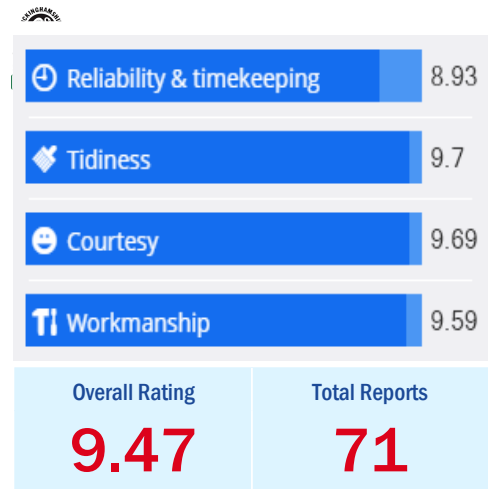 Reliability & timekeeping 8.93
Tidiness 9.7
Courtesy 9.69
Workmanship 9.59
Overall Rating Total Reports
9.47 71